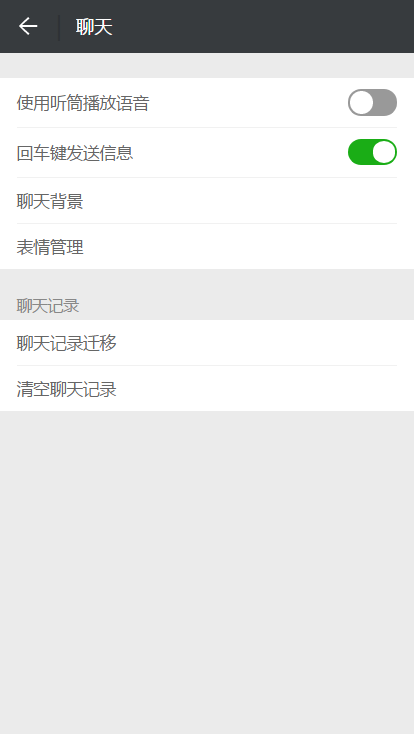 聊天
使用听筒播放语音
回车键发送信息
聊天背景
表情管理
聊天记录
聊天记录迁移
清空聊天记录